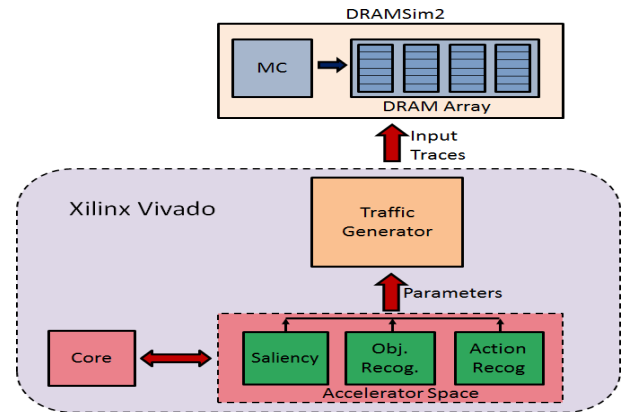 DRAMSim2
MC
DRAM Array
Input
Traces
Xilinx Vivado
Traffic
Generator
Parameters
Core
Saliency
Obj.
Recog.
Action
Recog
Accelerator Space